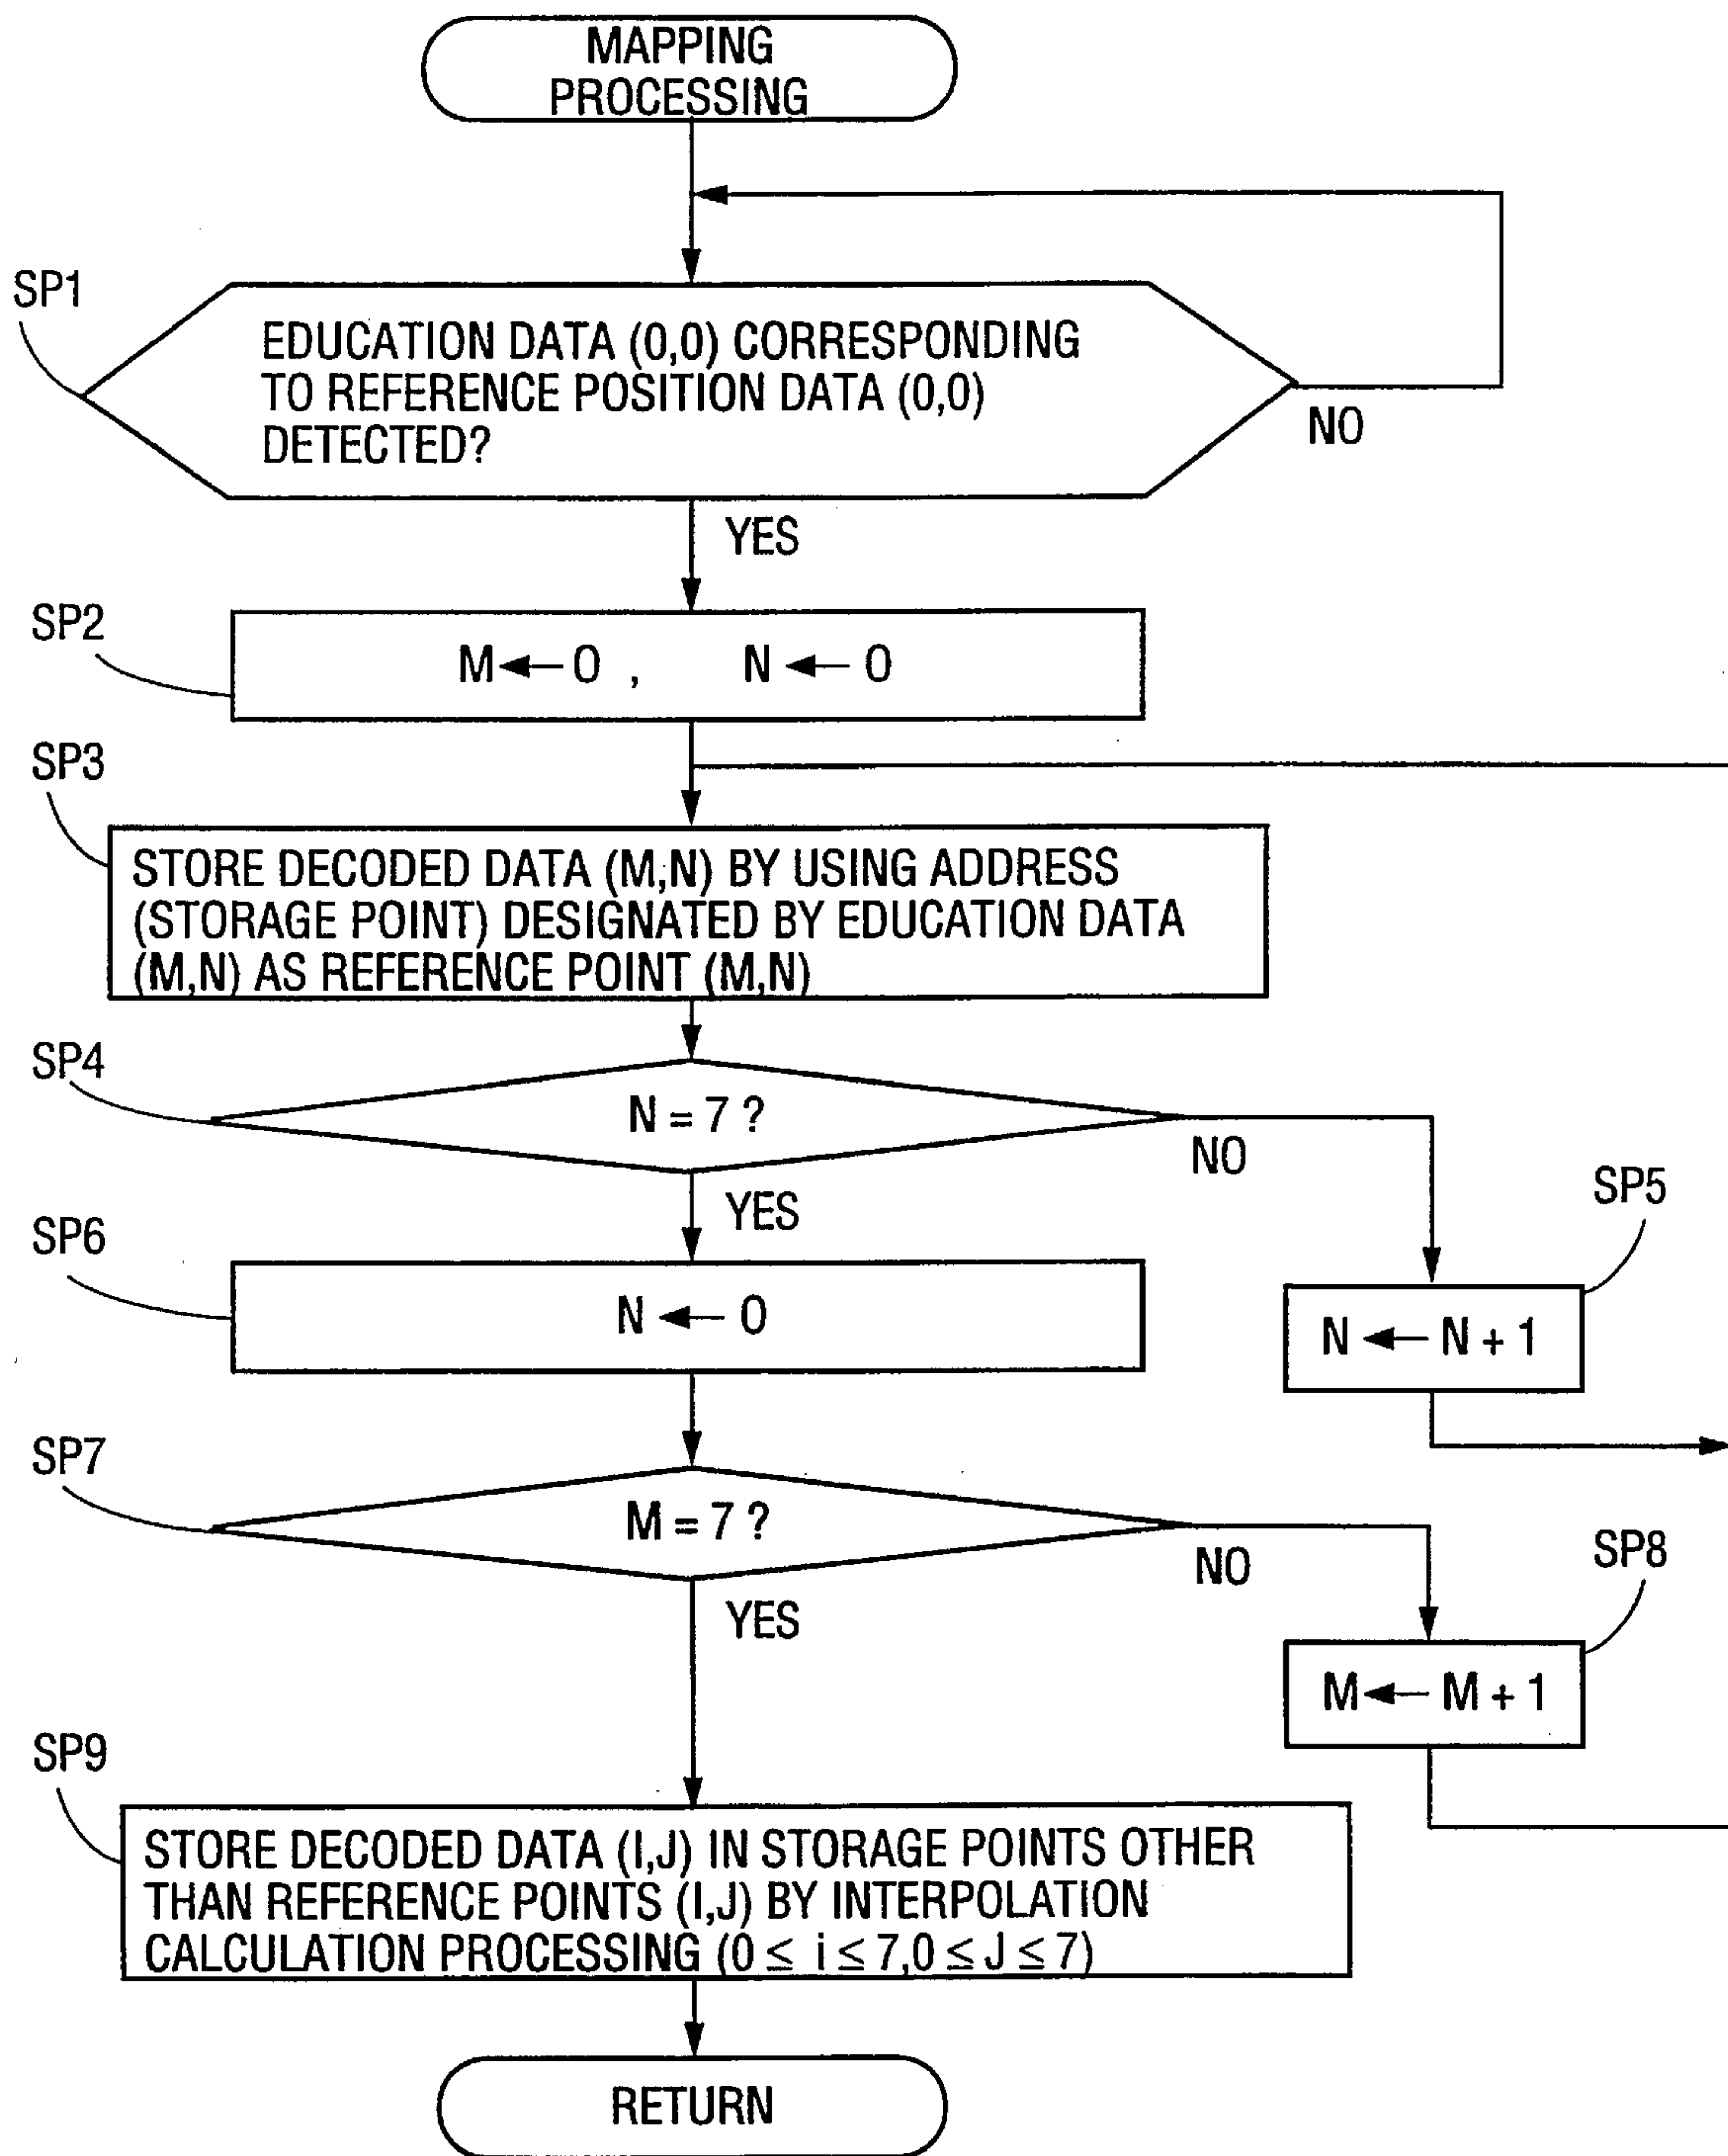 MAPPING
PROCESSING
SP1
EDUCATION DATA (0,0) CORRESPONDING
TO REFERENCE POSITION DATA (0,0)
DETECTED?
NO
YES
SP2
M ← 0 , N ← 0
SP3
STORE DECODED DATA (M,N) BY USING ADDRESS
(STORAGE POINT) DESIGNATED BY EDUCATION DATA
(M,N) AS REFERENCE POINT (M,N)
SP4
N = 7 ?
NO
YES
SP5
N ← N + 1
SP6
N ← 0
SP7
M = 7 ?
NO
YES
SP8
M ← M + 1
SP9
STORE DECODED DATA (I,J) IN STORAGE POINTS OTHER
THAN REFERENCE POINTS (I,J) BY INTERPOLATION
CALCULATION PROCESSING (0 ≤ i ≤ 7,0 ≤ J ≤ 7)
RETURN